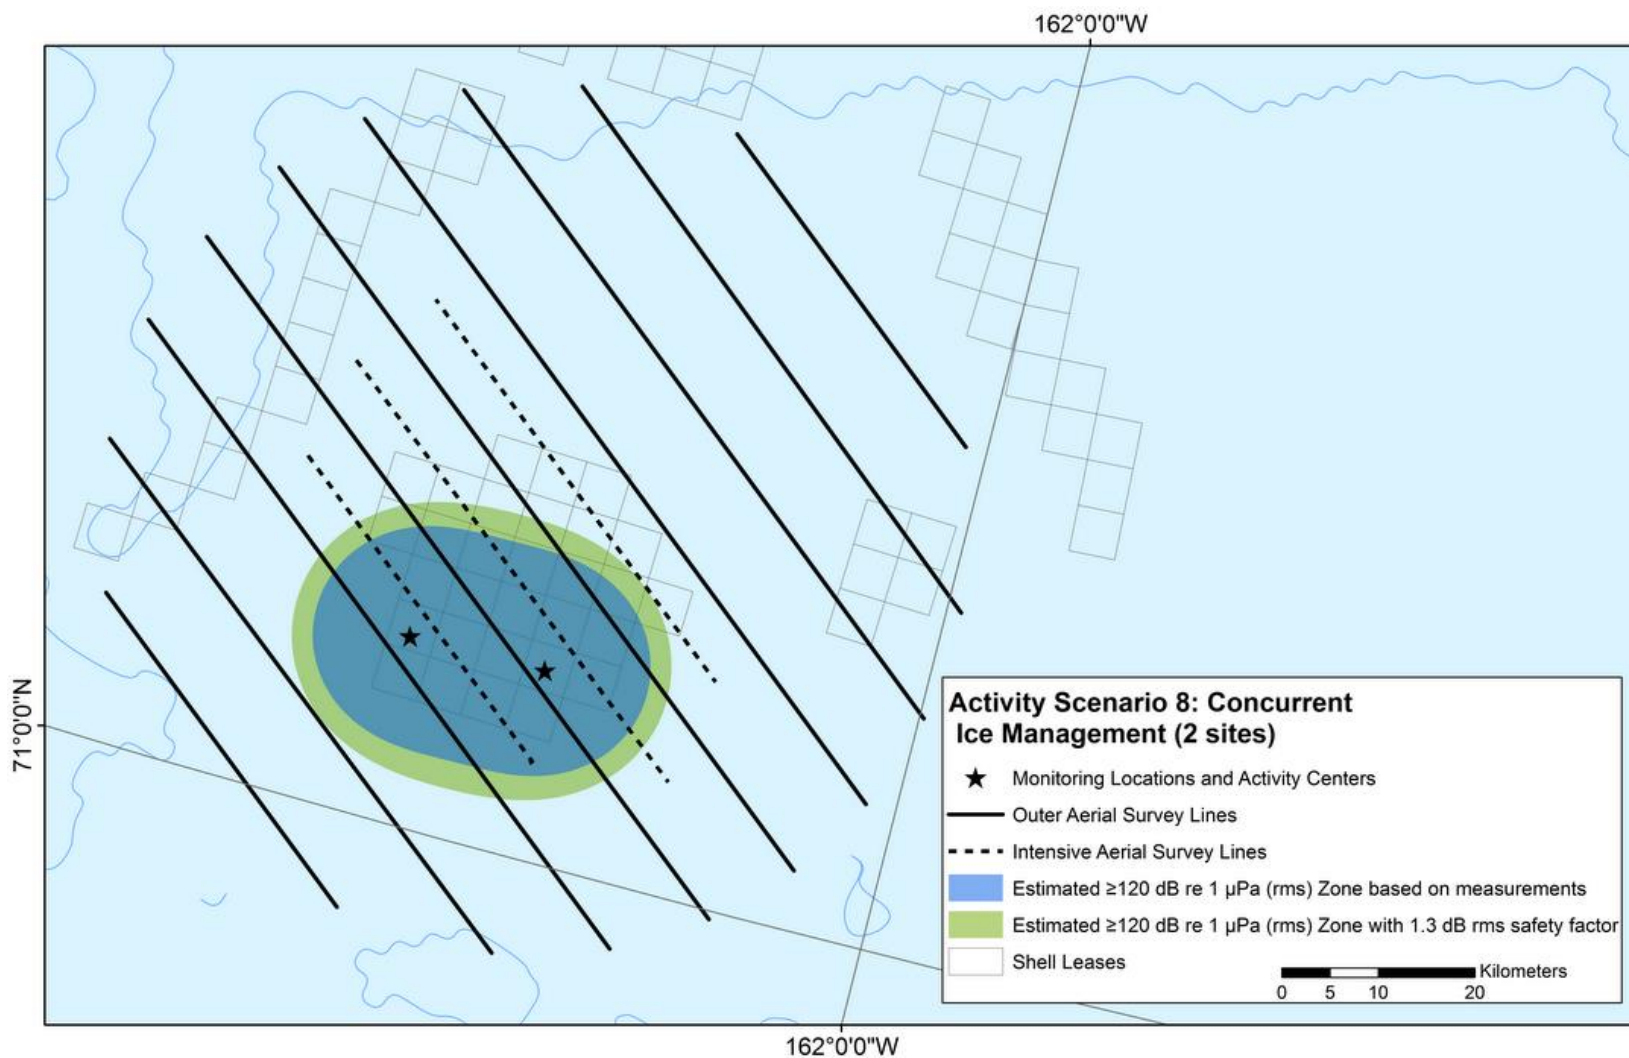 162°0'0"W
71°0'0"N
Activity Scenario 8: Concurrent
Ice Management (2 sites)
Monitoring Locations and Activity Centers
Outer Aerial Survey Lines
Intensive Aerial Survey Lines
Estimated ≥120 dB re 1 µPa (rms) Zone based on measurements
Estimated ≥120 dB re 1 µPa (rms) Zone with 1.3 dB rms safety factor
Shell Leases
Kilometers
0 5 10 20
162°0'0"W